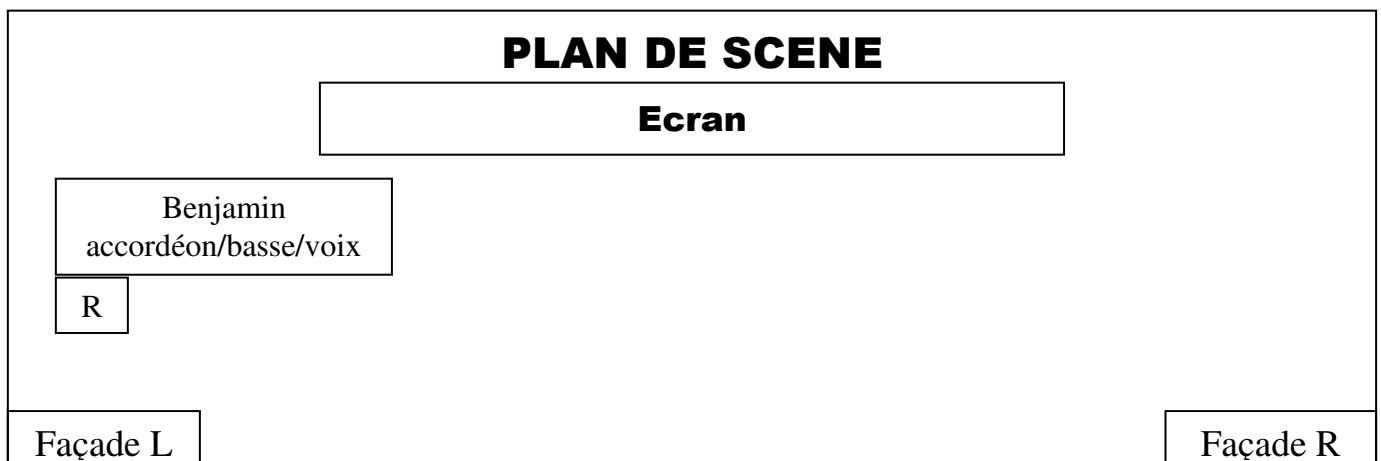 PLAN DE SCENE
Ecran
Benjamin
accordéon/basse/voix
R
Façade L
Façade R